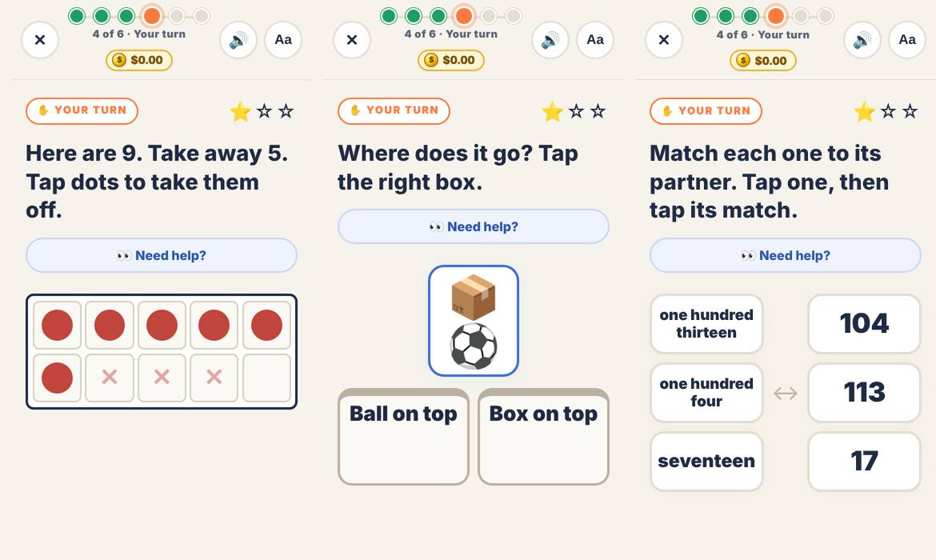 4 of 6 · Your turn
Aa
$0.00
YOUR TURN
Here are 9. Take away 5.
Tap dots to take them
off.
Need help?
4 of 6 · Your turn
Aa
$0.00
YOUR TURN
Where does it go? Tap
the right box.
Need help?
Ball on top
Box on top
4 of 6 · Your turn
Aa
$0.00
YOUR TURN
Match each one to its
partner. Tap one, then
tap its match.
Need help?
one hundred
thirteen
104
one hundred
four
113
seventeen
17